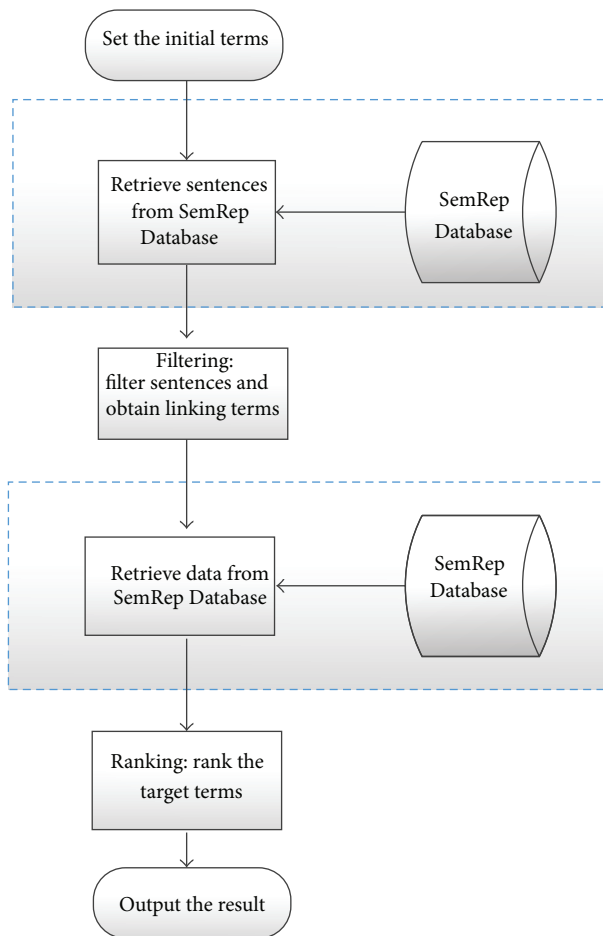 Set the initial terms
Retrieve sentences
from SemRep
Database
SemRep
Database
Filtering:
filter sentences and
obtain linking terms
Retrieve data from
SemRep Database
SemRep
Database
Ranking: rank the
target terms
Output the result